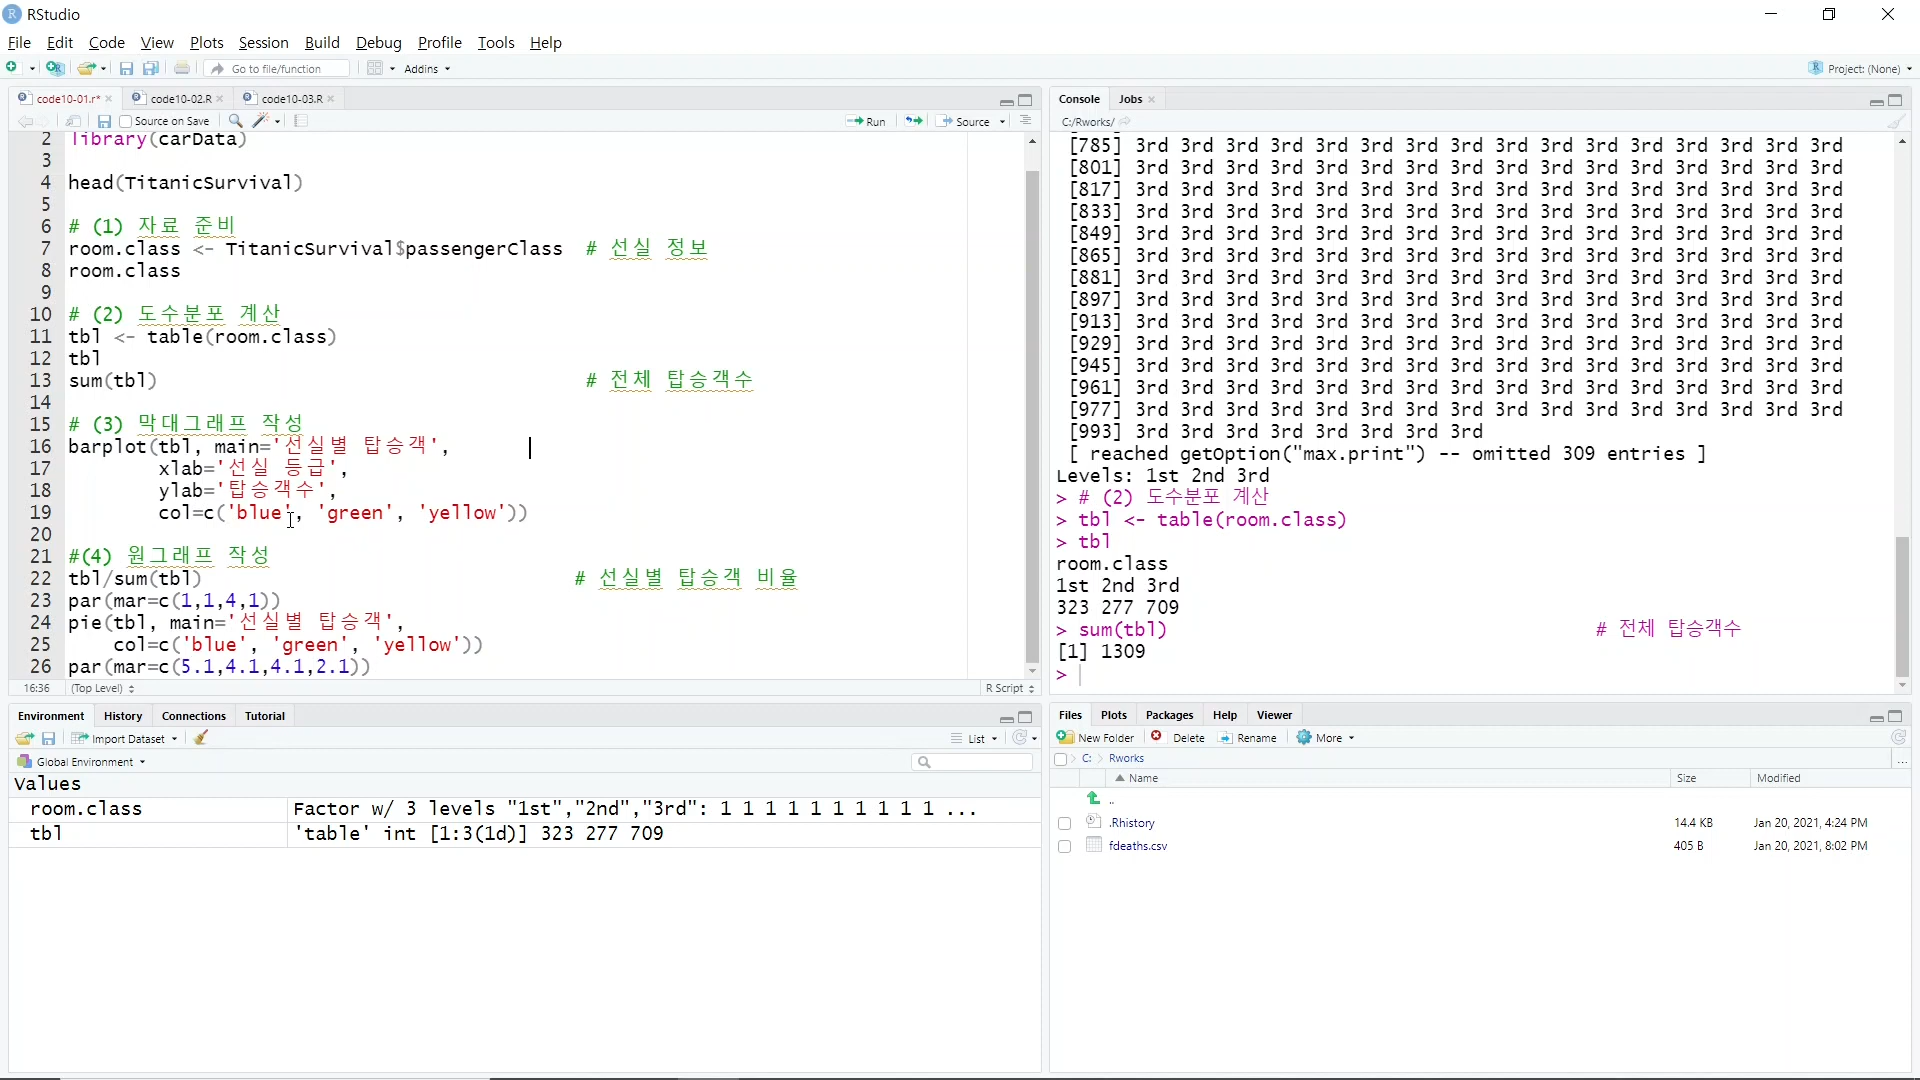 RStudio
File Edit Code View Plots Session Build Debug Profile Tools Help
Go to file/function Addins Project: (None)
code10-01.r* code10-02.R code10-03.R
Source on Save Run Source
2 library(carData)
3
4 head(TitanicSurvival)
5
6 # (1) 자료 준비
7 room.class <- TitanicSurvival$passengerClass # 선실 정보
8 room.class
9
10 # (2) 도수분포 계산
11 tbl <- table(room.class)
12 tbl
13 sum(tbl) # 전체 탑승객수
14
15 # (3) 막대그래프 작성
16 barplot(tbl, main='선실별 탑승객',
17 xlab='선실 등급',
18 ylab='탑승객수',
19 col=c('blue', 'green', 'yellow'))
20
21 #(4) 원그래프 작성
22 tbl/sum(tbl) # 선실별 탑승객 비율
23 par(mar=c(1,1,4,1))
24 pie(tbl, main='선실별 탑승객',
25 col=c('blue', 'green', 'yellow'))
26 par(mar=c(5.1,4.1,4.1,2.1))
16:36 (Top Level) R Script
Console Jobs
C:/Rworks/
[785] 3rd 3rd 3rd 3rd 3rd 3rd 3rd 3rd 3rd 3rd 3rd 3rd 3rd 3rd 3rd 3rd
[801] 3rd 3rd 3rd 3rd 3rd 3rd 3rd 3rd 3rd 3rd 3rd 3rd 3rd 3rd 3rd 3rd
[817] 3rd 3rd 3rd 3rd 3rd 3rd 3rd 3rd 3rd 3rd 3rd 3rd 3rd 3rd 3rd 3rd
[833] 3rd 3rd 3rd 3rd 3rd 3rd 3rd 3rd 3rd 3rd 3rd 3rd 3rd 3rd 3rd 3rd
[849] 3rd 3rd 3rd 3rd 3rd 3rd 3rd 3rd 3rd 3rd 3rd 3rd 3rd 3rd 3rd 3rd
[865] 3rd 3rd 3rd 3rd 3rd 3rd 3rd 3rd 3rd 3rd 3rd 3rd 3rd 3rd 3rd 3rd
[881] 3rd 3rd 3rd 3rd 3rd 3rd 3rd 3rd 3rd 3rd 3rd 3rd 3rd 3rd 3rd 3rd
[897] 3rd 3rd 3rd 3rd 3rd 3rd 3rd 3rd 3rd 3rd 3rd 3rd 3rd 3rd 3rd 3rd
[913] 3rd 3rd 3rd 3rd 3rd 3rd 3rd 3rd 3rd 3rd 3rd 3rd 3rd 3rd 3rd 3rd
[929] 3rd 3rd 3rd 3rd 3rd 3rd 3rd 3rd 3rd 3rd 3rd 3rd 3rd 3rd 3rd 3rd
[945] 3rd 3rd 3rd 3rd 3rd 3rd 3rd 3rd 3rd 3rd 3rd 3rd 3rd 3rd 3rd 3rd
[961] 3rd 3rd 3rd 3rd 3rd 3rd 3rd 3rd 3rd 3rd 3rd 3rd 3rd 3rd 3rd 3rd
[977] 3rd 3rd 3rd 3rd 3rd 3rd 3rd 3rd 3rd 3rd 3rd 3rd 3rd 3rd 3rd 3rd
[993] 3rd 3rd 3rd 3rd 3rd 3rd 3rd 3rd
[ reached getOption("max.print") -- omitted 309 entries ]
Levels: 1st 2nd 3rd
> # (2) 도수분포 계산
> tbl <- table(room.class)
> tbl
room.class
1st 2nd 3rd
323 277 709
> sum(tbl) # 전체 탑승객수
[1] 1309
>
Environment History Connections Tutorial
Import Dataset List
Global Environment
Values
room.class Factor w/ 3 levels "1st","2nd","3rd": 1 1 1 1 1 1 1 1 1 1 ...
tbl 'table' int [1:3(1d)] 323 277 709
Files Plots Packages Help Viewer
New Folder Delete Rename More
C: Rworks ...
Name Size Modified
..
.Rhistory 14.4 KB Jan 20, 2021, 4:24 PM
fdeaths.csv 405 B Jan 20, 2021, 8:02 PM